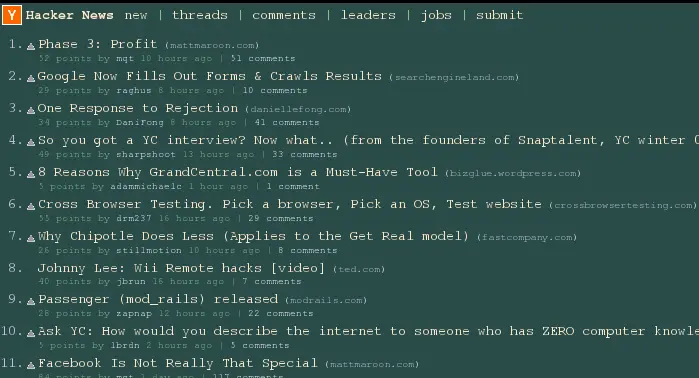 Y Hacker News new | threads | comments | leaders | jobs | submit
1. Phase 3: Profit (mattmaroon.com)
52 points by mqt 10 hours ago | 51 comments
2. Google Now Fills Out Forms & Crawls Results (searchengineland.com)
29 points by raghus 8 hours ago | 10 comments
3. One Response to Rejection (daniellefong.com)
34 points by DaniFong 8 hours ago | 41 comments
4. So you got a YC interview? Now what.. (from the founders of Snaptalent, YC winter
49 points by sharpshoot 13 hours ago | 33 comments
5. 8 Reasons Why GrandCentral.com is a Must-Have Tool (bizglue.wordpress.com)
5 points by adammichaelc 1 hour ago | 1 comment
6. Cross Browser Testing. Pick a browser, Pick an OS, Test website (crossbrowsertesting.com)
53 points by drm237 16 hours ago | 29 comments
7. Why Chipotle Does Less (Applies to the Get Real model) (fastcompany.com)
26 points by stillmotion 10 hours ago | 8 comments
8. Johnny Lee: Wii Remote hacks [video] (ted.com)
40 points by jbrun 16 hours ago | 7 comments
9. Passenger (mod_rails) released (modrails.com)
28 points by zapnap 12 hours ago | 22 comments
10. Ask YC: How would you describe the internet to someone who has ZERO computer knowle
5 points by lbrdn 2 hours ago | 5 comments
11. Facebook Is Not Really That Special (mattmaroon.com)
84 points by mqt 1 day ago | 117 comments